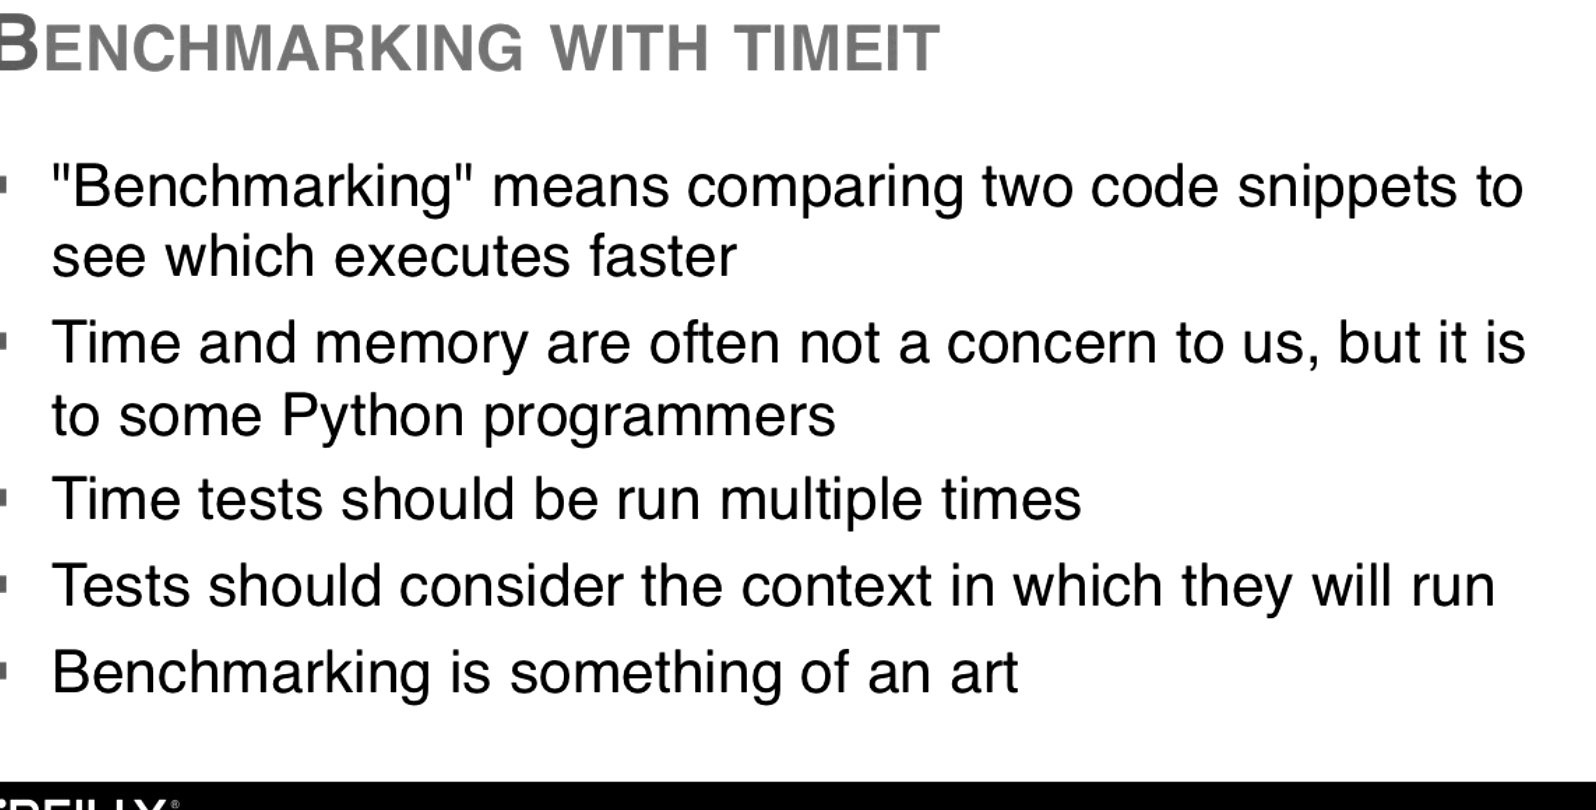 BENCHMARKING WITH TIMEIT
"Benchmarking" means comparing two code snippets to
see which executes faster
Time and memory are often not a concern to us, but it is
to some Python programmers
Time tests should be run multiple times
Tests should consider the context in which they will run
Benchmarking is something of an art
O'REILLY®